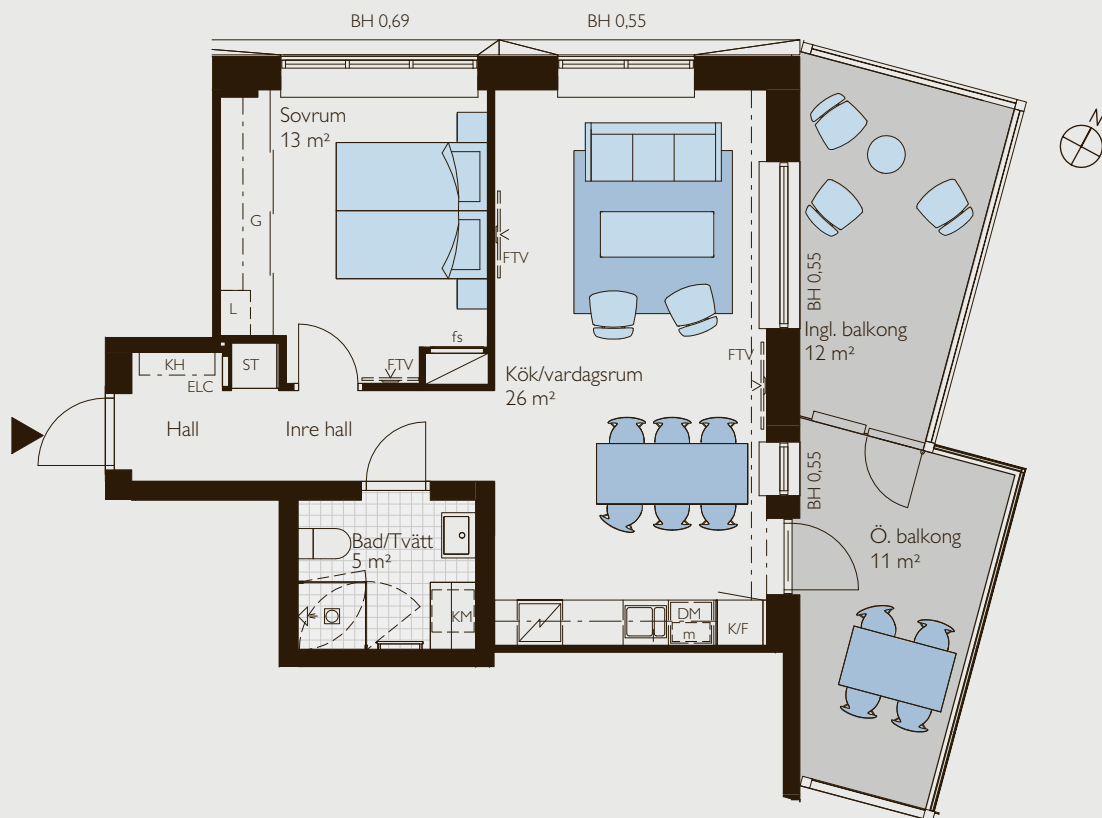 BH 0,69
BH 0,55
N
Sovrum
13 m²
G
FTV
L
BH 0,55
Ingl. balkong
12 m²
fs
FTV
KH
ELC
ST
FTV
Kök/vardagsrum
26 m²
Hall
Inre hall
BH 0,55
Bad/Tvätt
5 m²
Ö. balkong
11 m²
KM
DM
m
K/F